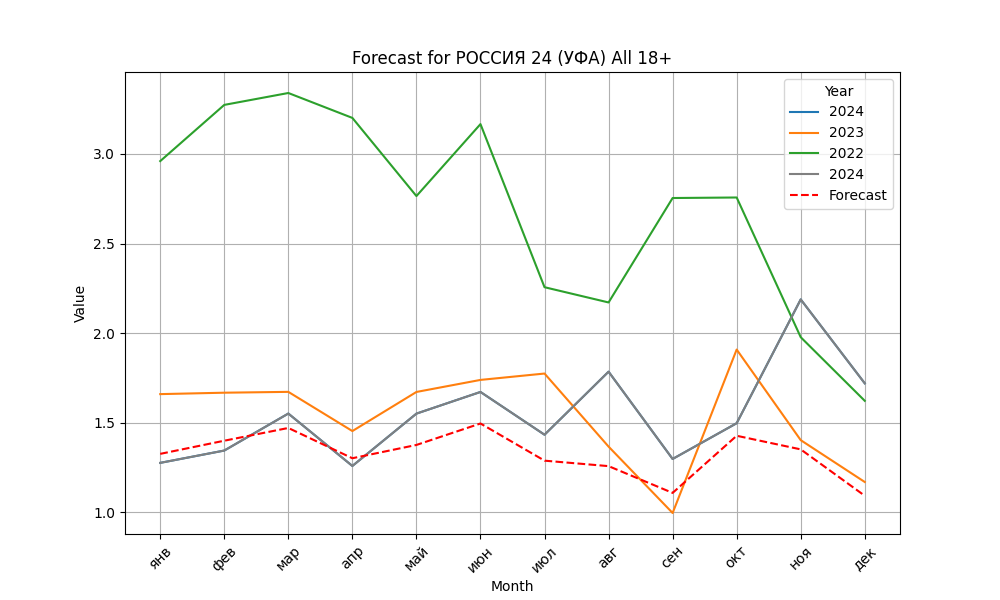 Forecast for РОССИЯ 24 (УФА) All 18+
Year
2024
2023
2022
2024
Forecast
Value
3.0
2.5
2.0
1.5
1.0
янв
фев
мар
апр
май
июн
июл
авг
сен
окт
ноя
дек
Month